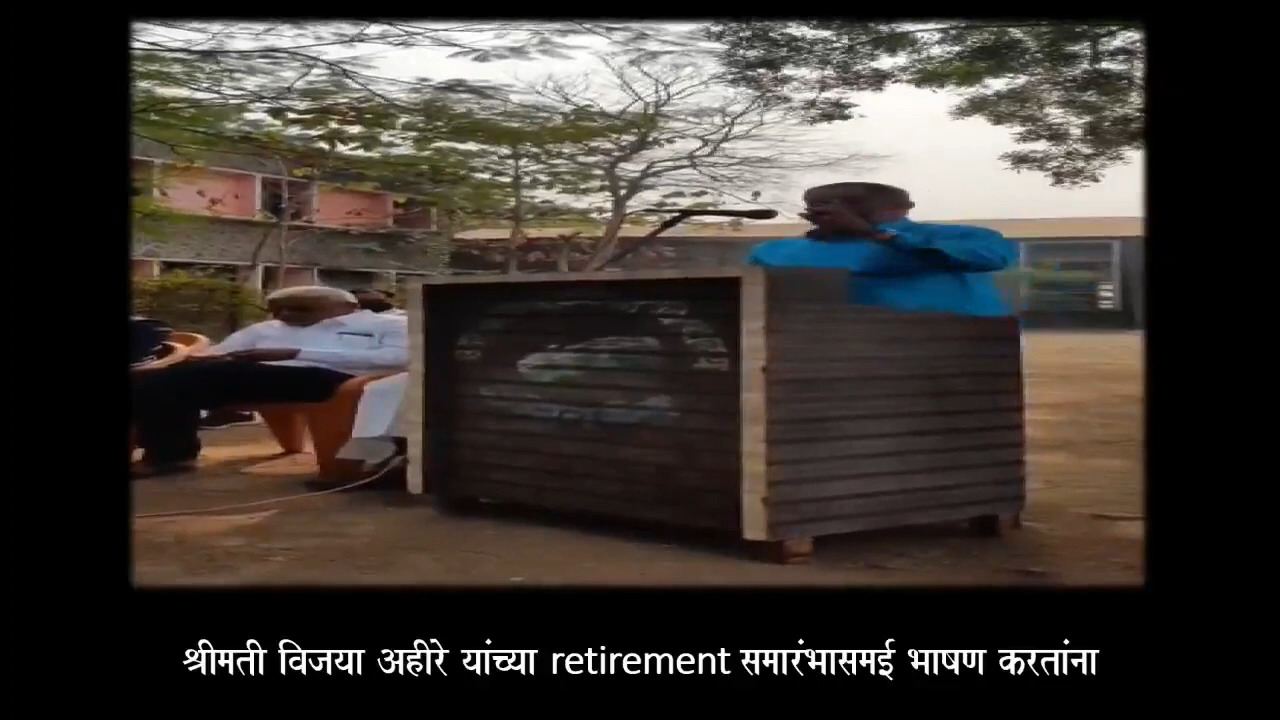 श्रीमती विजया अहीरे यांच्या retirement समारंभासमई भाषण करतांना